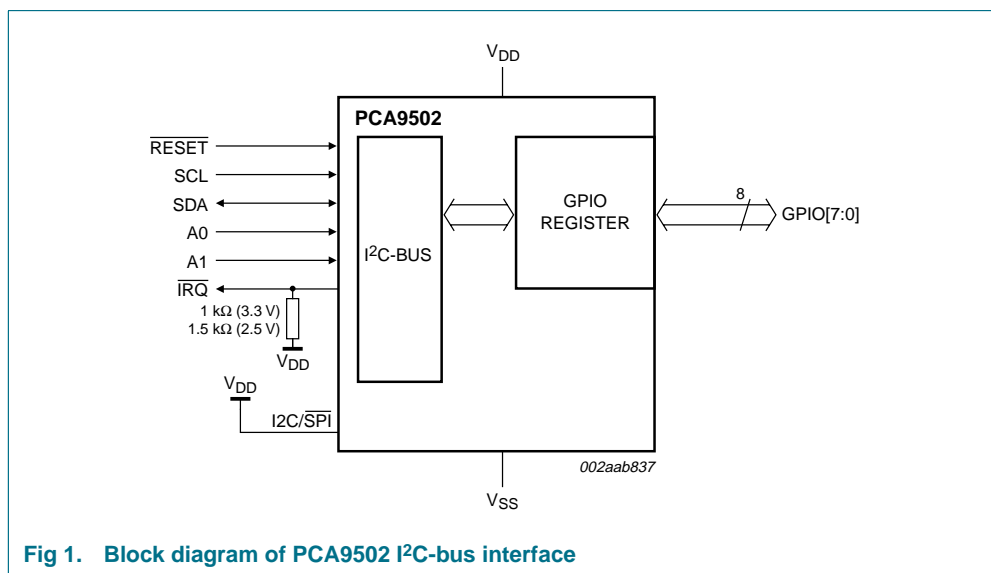 VDD
PCA9502
RESET
SCL
SDA
A0
A1
IRQ
1 kΩ (3.3 V)
1.5 kΩ (2.5 V)
VDD
VDD
I2C/SPI
I²C-BUS
GPIO
REGISTER
8
GPIO[7:0]
002aab837
VSS
Fig 1. Block diagram of PCA9502 I²C-bus interface